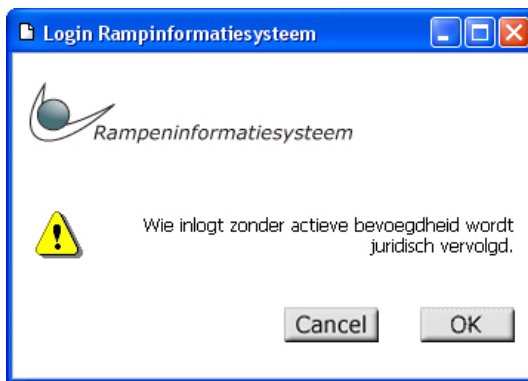 Login Rampinformatiesysteem
Rampeninformatiesysteem
Wie inlogt zonder actieve bevoegdheid wordt
juridisch vervolgd.
Cancel
OK